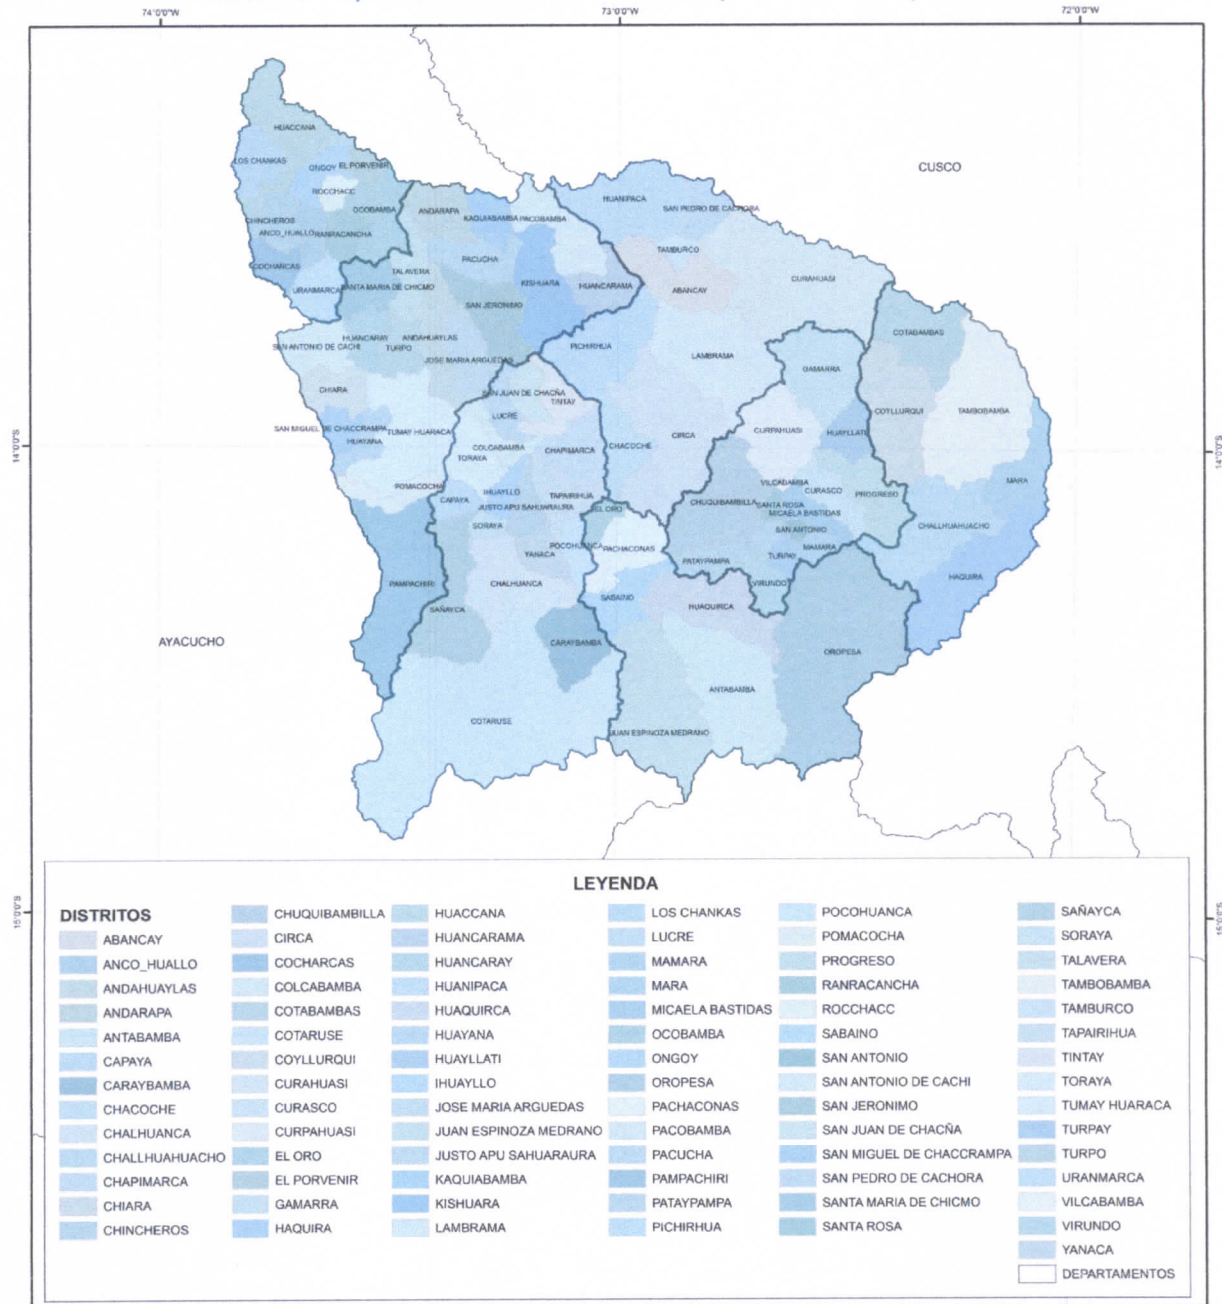 74°0'0"W
73°0'0"W
72°0'0"W
CUSCO
HUACCANA
LOS CHANKAS
ONGOY
EL PORVENIR
ROCCHACC
OCOBAMBA
CHINCHEROS
ANCO_HUALLO
RANRACANCHA
COCHARCAS
URANMARCA
ANDARAPA
KAQUIABAMBA
PACOBAMBA
HUANIPACA
SAN PEDRO DE CACHORA
TAMBURCO
CURAHUASI
PACUCHA
TALAVERA
SANTA MARIA DE CHICMO
KISHUARA
HUANCARAMA
ABANCAY
SAN JERONIMO
COTABAMBAS
HUANCARAY
ANDAHUAYLAS
SAN ANTONIO DE CACHI
TURPO
PICHIRHUA
LAMBRAMA
JOSE MARIA ARGUEDAS
GAMARRA
CHIARA
SAN JUAN DE CHACÑA
TINTAY
LUCRE
COYLLURQUI
TAMBOBAMBA
SAN MIGUEL DE CHACCRAMPA
TUMAY HUARACA
HUAYANA
CIRCA
CURPAHUASI
HUAYLLATI
14°0'0"S
14°0'0"S
COLCABAMBA
CHAPIMARCA
CHACOCHE
TORAYA
POMACOCHA
IHUAYLLO
VILCABAMBA
CURASCO
MARA
CAPAYA
TAPAIRIHUA
CHUQUIBAMBILLA
PROGRESO
JUSTO APU SAHUARAURA
EL ORO
SANTA ROSA
MICAELA BASTIDAS
SORAYA
SAN ANTONIO
CHALLHUAHUACHO
POCOHUANCA
PACHACONAS
MAMARA
YANACA
TURPAY
PATAYPAMPA
HAQUIRA
PAMPACHIRI
CHALHUANCA
VIRUNDO
SABAINO
HUAQUIRCA
SAÑAYCA
AYACUCHO
CARAYBAMBA
OROPESA
ANTABAMBA
COTARUSE
JUAN ESPINOZA MEDRANO
15°0'0"S
15°0'0"S
LEYENDA
DISTRITOS
ABANCAY
ANCO_HUALLO
ANDAHUAYLAS
ANDARAPA
ANTABAMBA
CAPAYA
CARAYBAMBA
CHACOCHE
CHALHUANCA
CHALLHUAHUACHO
CHAPIMARCA
CHIARA
CHINCHEROS
CHUQUIBAMBILLA
CIRCA
COCHARCAS
COLCABAMBA
COTABAMBAS
COTARUSE
COYLLURQUI
CURAHUASI
CURASCO
CURPAHUASI
EL ORO
EL PORVENIR
GAMARRA
HAQUIRA
HUACCANA
HUANCARAMA
HUANCARAY
HUANIPACA
HUAQUIRCA
HUAYANA
HUAYLLATI
IHUAYLLO
JOSE MARIA ARGUEDAS
JUAN ESPINOZA MEDRANO
JUSTO APU SAHUARAURA
KAQUIABAMBA
KISHUARA
LAMBRAMA
LOS CHANKAS
LUCRE
MAMARA
MARA
MICAELA BASTIDAS
OCOBAMBA
ONGOY
OROPESA
PACHACONAS
PACOBAMBA
PACUCHA
PAMPACHIRI
PATAYPAMPA
PICHIRHUA
POCOHUANCA
POMACOCHA
PROGRESO
RANRACANCHA
ROCCHACC
SABAINO
SAN ANTONIO
SAN ANTONIO DE CACHI
SAN JERONIMO
SAN JUAN DE CHACÑA
SAN MIGUEL DE CHACCRAMPA
SAN PEDRO DE CACHORA
SANTA MARIA DE CHICMO
SANTA ROSA
SAÑAYCA
SORAYA
TALAVERA
TAMBOBAMBA
TAMBURCO
TAPAIRIHUA
TINTAY
TORAYA
TUMAY HUARACA
TURPAY
TURPO
URANMARCA
VILCABAMBA
VIRUNDO
YANACA
DEPARTAMENTOS